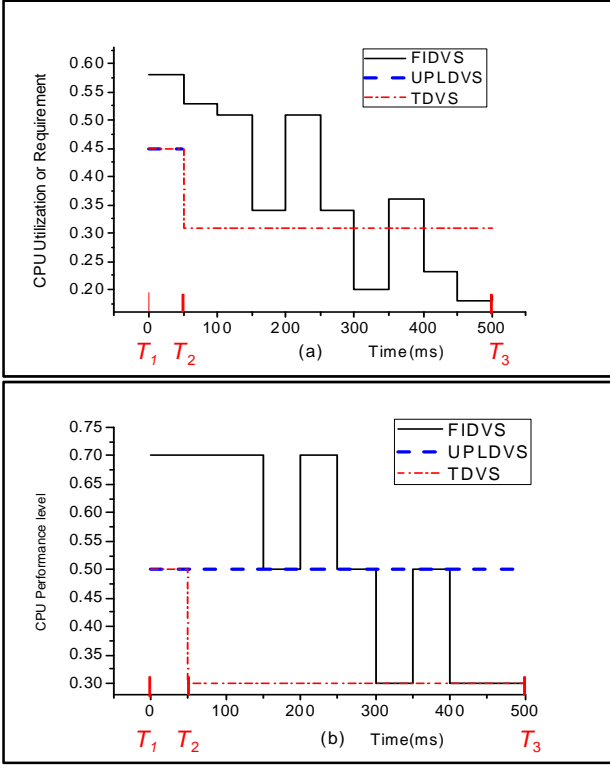 FIDVS
UPLDVS
TDVS
CPU Utilization or Requirement
0.60
0.55
0.50
0.45
0.40
0.35
0.30
0.25
0.20
0 100 200 300 400 500
T1 T2 (a) Time(ms) T3
FIDVS
UPLDVS
TDVS
CPU Performance level
0.75
0.70
0.65
0.60
0.55
0.50
0.45
0.40
0.35
0.30
0 100 200 300 400 500
T1 T2 (b) Time(ms) T3